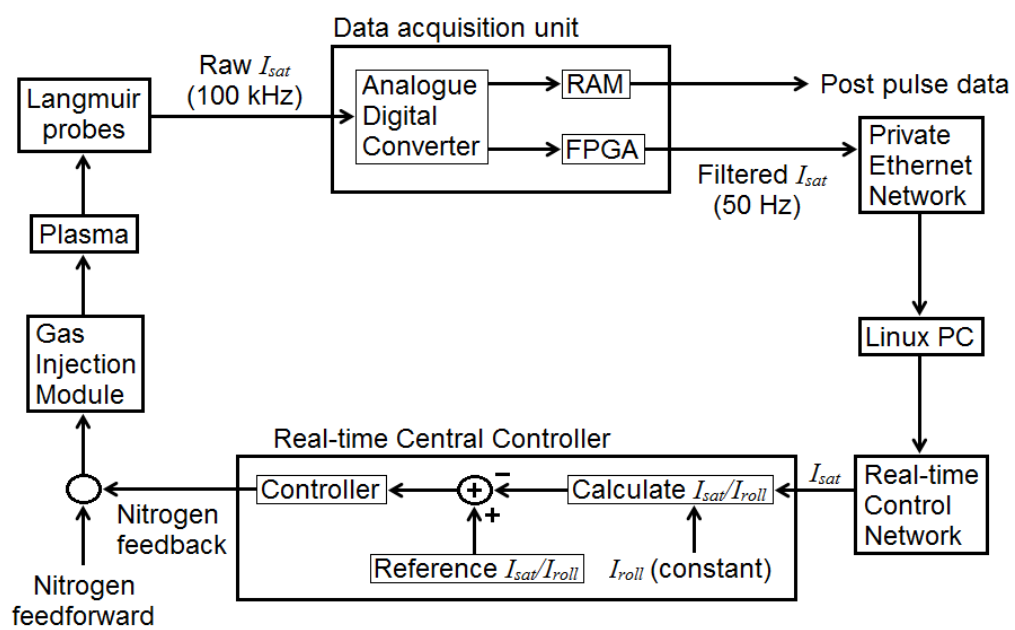 Data acquisition unit
Raw Isat
(100 kHz)
Langmuir
probes
Analogue
Digital
Converter
RAM
FPGA
Post pulse data
Filtered Isat
(50 Hz)
Private
Ethernet
Network
Plasma
Gas
Injection
Module
Linux PC
Real-time Central Controller
Controller
+
−
+
Calculate Isat/Iroll
Isat
Real-time
Control
Network
Reference Isat/Iroll
Iroll (constant)
Nitrogen
feedback
Nitrogen
feedforward